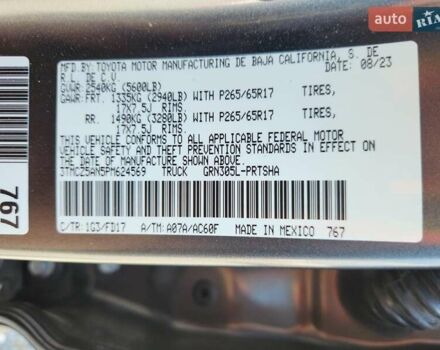 auto
RIA
MFD BY: TOYOTA MOTOR MANUFACTURING DE BAJA CALIFORNIA, S. DE
R.L. DE C.V. DATE: 08/23
GVWR: 2540KG (5600LB)
GAWR: FRT. 1335KG (2940LB) WITH P265/65R17 TIRES,
17X7.5J RIMS,
RR. 1490KG (3280LB) WITH P265/65R17 TIRES,
17X7.5J RIMS,
THIS VEHICLE CONFORMS TO ALL APPLICABLE FEDERAL MOTOR
VEHICLE SAFETY AND THEFT PREVENTION STANDARDS IN EFFECT
ON THE DATE OF MANUFACTURE SHOWN ABOVE.
3TMCZ5AN5PM624569 TRUCK GRN305L-PRTSHA
C/TR: 1G3/FD17 A/TM: A07A/AC60F MADE IN MEXICO 767
767